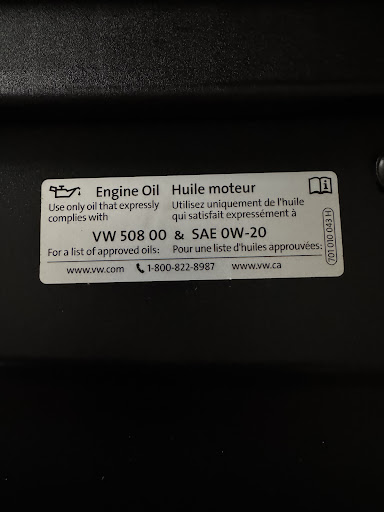 Engine Oil Huile moteur
Use only oil that expressly Utilisez uniquement de l'huile
complies with qui satisfait expressément à
VW 508 00 & SAE 0W-20
For a list of approved oils: Pour une liste d'huiles approuvées:
www.vw.com 1-800-822-8987 www.vw.ca
701 010 043 H